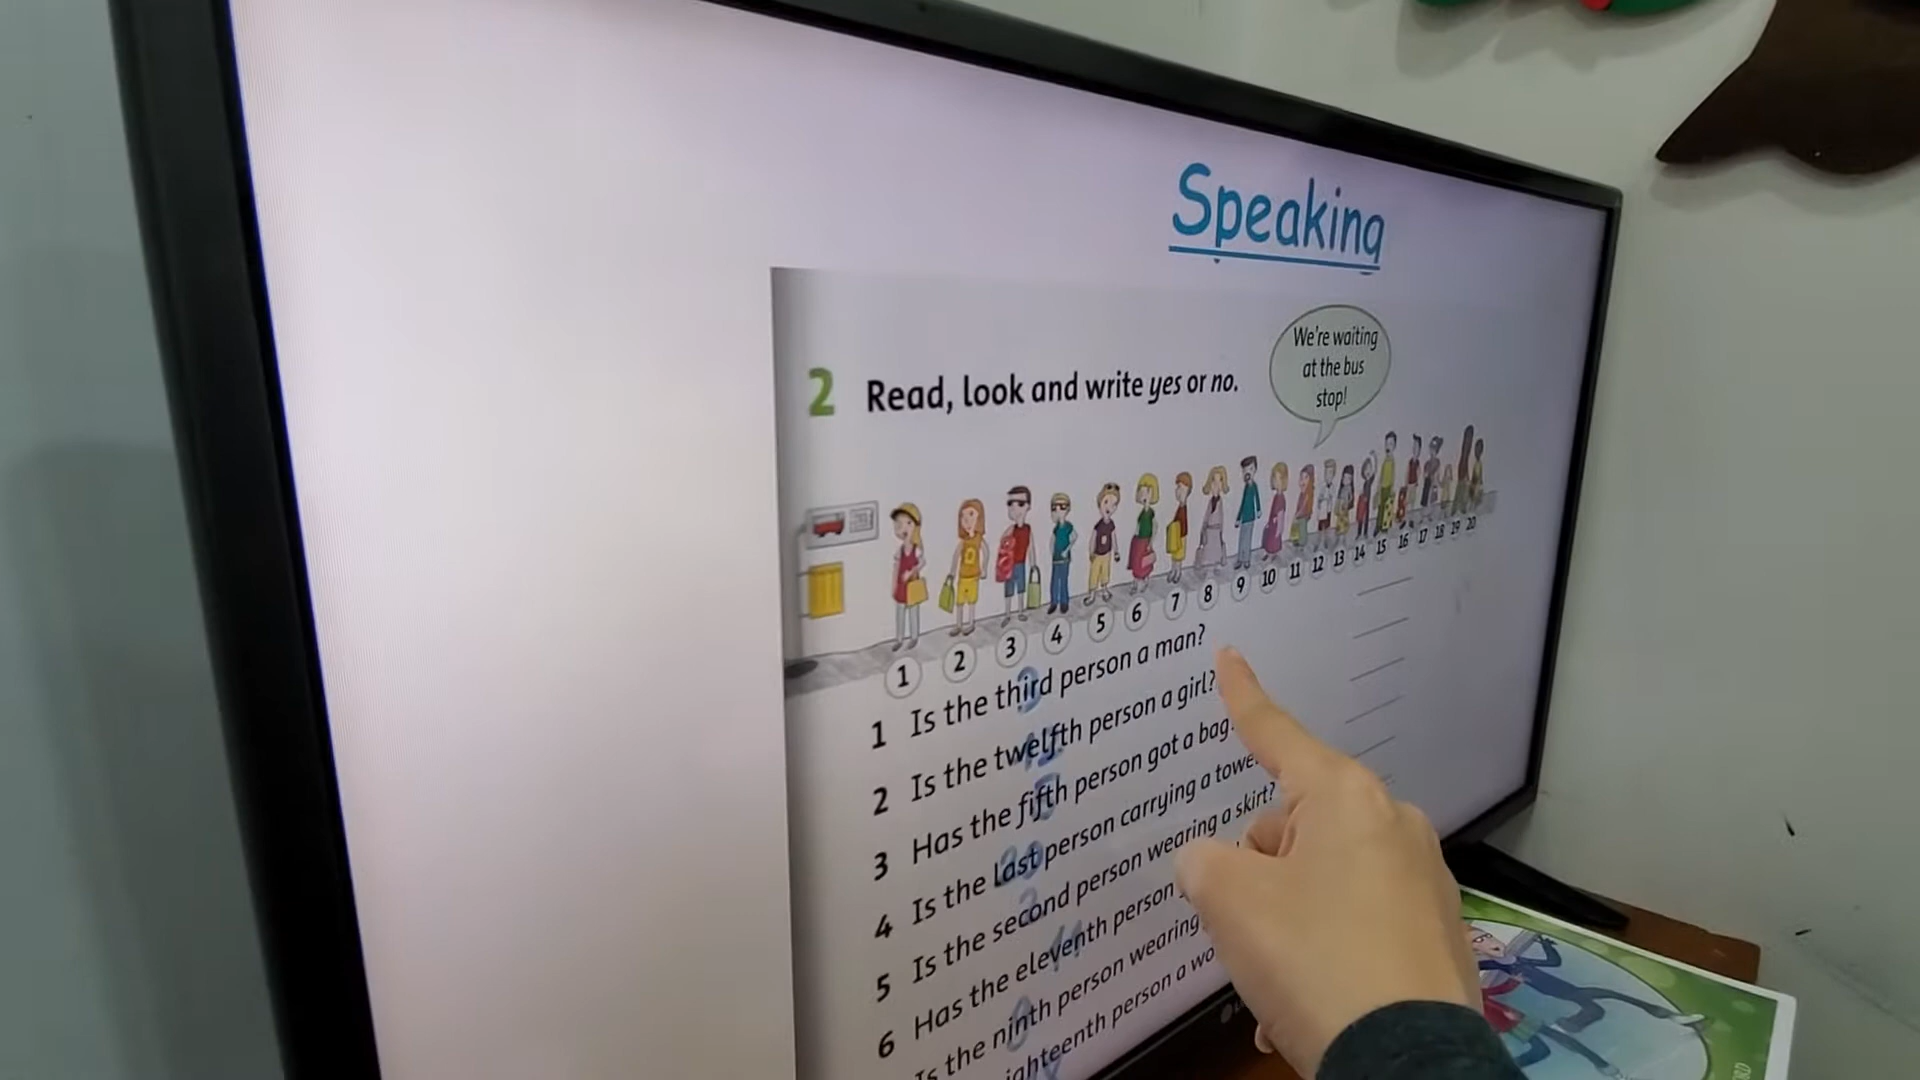 Speaking
We're waiting
at the bus
stop!
2 Read, look and write yes or no.
1 2 3 4 5 6 7 8 9 10 11 12 13 14 15 16 17 18 19 20
1 Is the third person a man?
2 Is the twelfth person a girl?
3 Has the fifth person got a bag
4 Is the last person carrying a towe
5 Is the second person wearing a skirt?
6 Has the eleventh person
Is the ninth person wearing
ighteenth person a wo